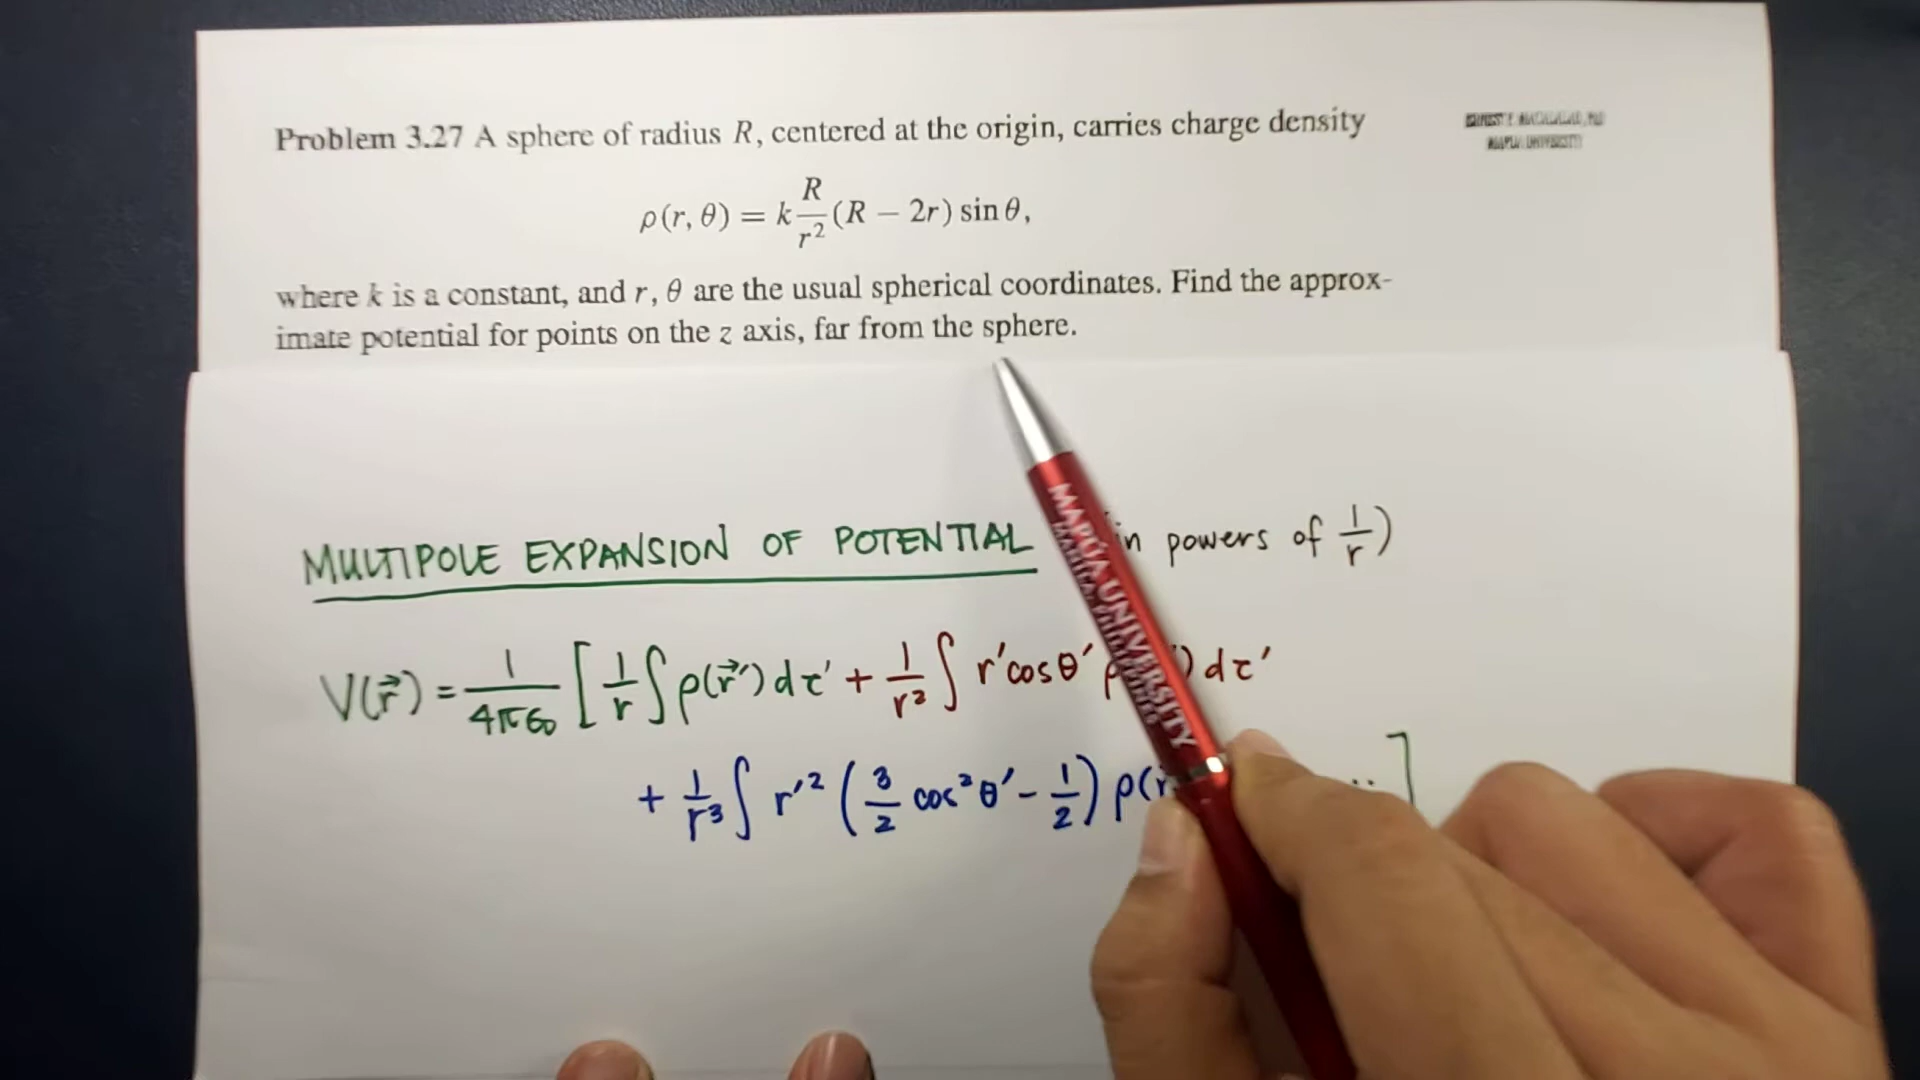 Problem 3.27 A sphere of radius R, centered at the origin, carries charge density
ρ(r, θ) = k R/r² (R − 2r) sin θ,
where k is a constant, and r, θ are the usual spherical coordinates. Find the approx-
imate potential for points on the z axis, far from the sphere.
MULTIPOLE EXPANSION OF POTENTIAL in powers of 1/r)
V(r⃗) = 1/4πε₀ [ 1/r ∫ ρ(r⃗′) dτ′ + 1/r² ∫ r′cosθ′ ρ ) dτ′
+ 1/r³ ∫ r′² (3/2 cos²θ′ − 1/2) ρ(r ... ]
MAPÚA UNIVERSITY